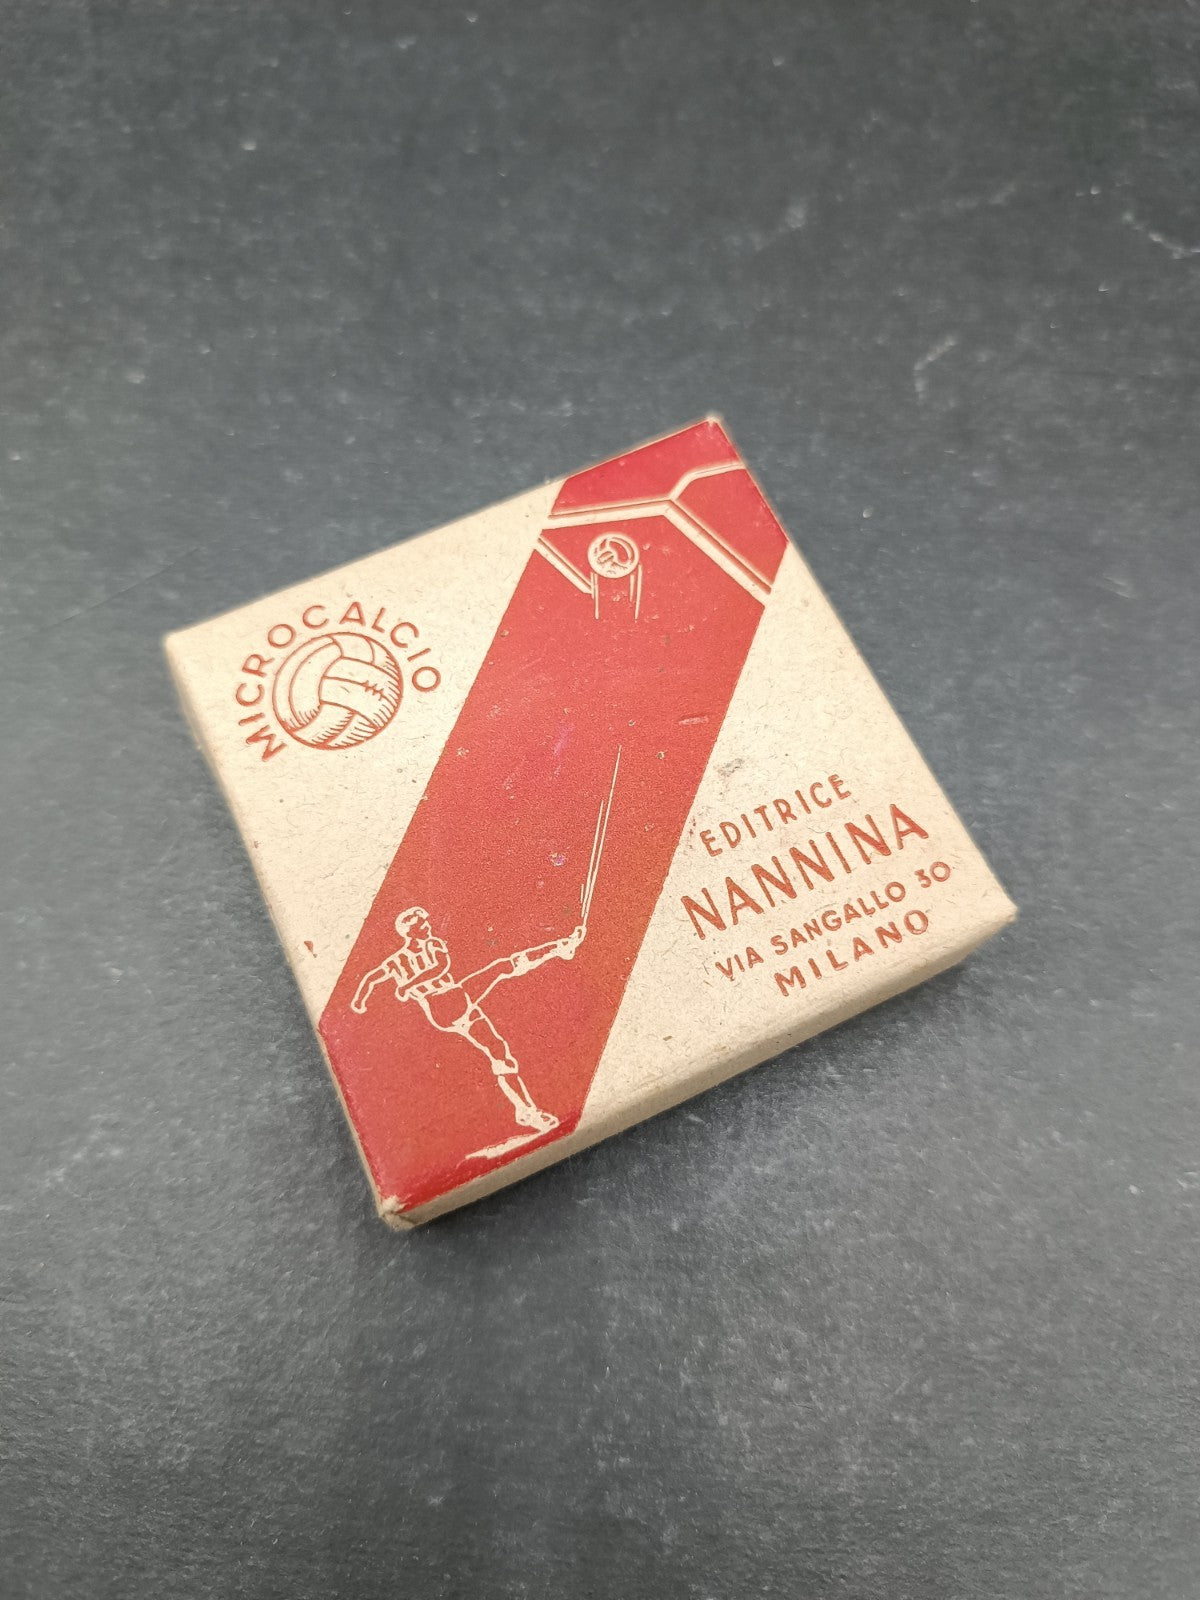 MICROCALCIO
EDITRICE
NANNINA
VIA SANGALLO 30
MILANO